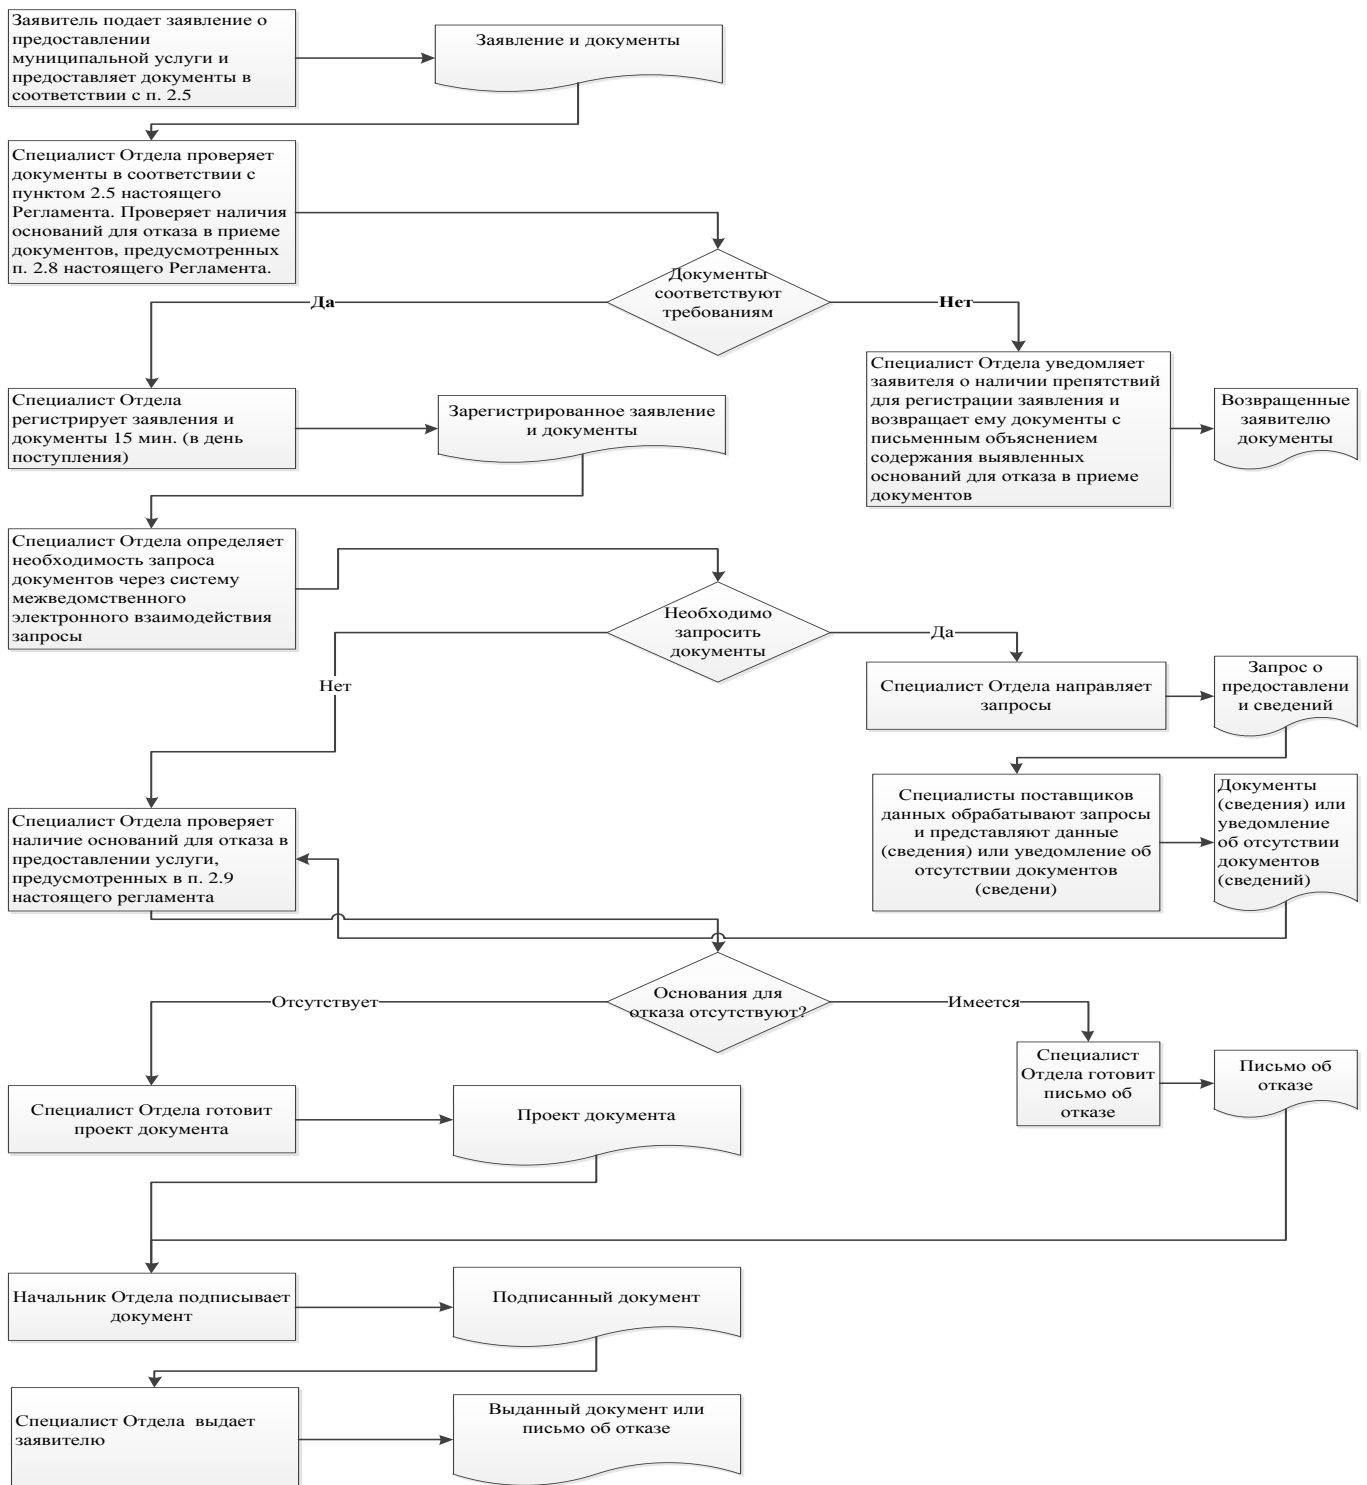 Заявитель подает заявление о
предоставлении
муниципальной услуги и
предоставляет документы в
соответствии с п. 2.5
Заявление и документы
Специалист Отдела проверяет
документы в соответствии с
пунктом 2.5 настоящего
Регламента. Проверяет наличия
оснований для отказа в приеме
документов, предусмотренных
п. 2.8 настоящего Регламента.
Документы
соответствуют
требованиям
Да
Нет
Специалист Отдела
регистрирует заявления и
документы 15 мин. (в день
поступления)
Зарегистрированное заявление
и документы
Специалист Отдела уведомляет
заявителя о наличии препятствий
для регистрации заявления и
возвращает ему документы с
письменным объяснением
содержания выявленных
оснований для отказа в приеме
документов
Возвращенные
заявителю
документы
Специалист Отдела определяет
необходимость запроса
документов через систему
межведомственного
электронного взаимодействия
запросы
Необходимо
запросить
документы
Да
Нет
Специалист Отдела направляет
запросы
Запрос о
предоставлени
и сведений
Специалисты поставщиков
данных обрабатывают запросы
и представляют данные
(сведения) или уведомление об
отсутствии документов
(сведени)
Документы
(сведения) или
уведомление
об отсутствии
документов
(сведений)
Специалист Отдела проверяет
наличие оснований для отказа в
предоставлении услуги,
предусмотренных в п. 2.9
настоящего регламента
Основания для
отказа отсутствуют?
Отсутствует
Имеется
Специалист
Отдела готовит
письмо об
отказе
Письмо об
отказе
Специалист Отдела готовит
проект документа
Проект документа
Начальник Отдела подписывает
документ
Подписанный документ
Специалист Отдела  выдает
заявителю
Выданный документ или
письмо об отказе